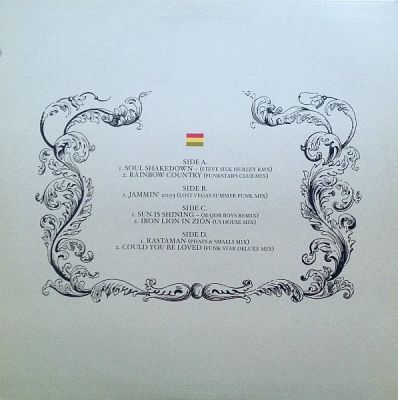 SIDE A.
1. SOUL SHAKEDOWN – (STEVE SILK HURLEY RMX)
2. RAINBOW COUNTRY (FUNKSTAR'S CLUB MIX)
SIDE B.
1. JAMMIN' 2005 (LOST VEGAS SUMMER FUNK MIX)
SIDE C.
1. SUN IS SHINING – (MAJOR BOYS REMIX)
2. IRON LION IN ZION (US HOUSE MIX)
SIDE D.
1. RASTAMAN (PHATS & SMALLS MIX)
2. COULD YOU BE LOVED (FUNK STAR DELUXE MIX)